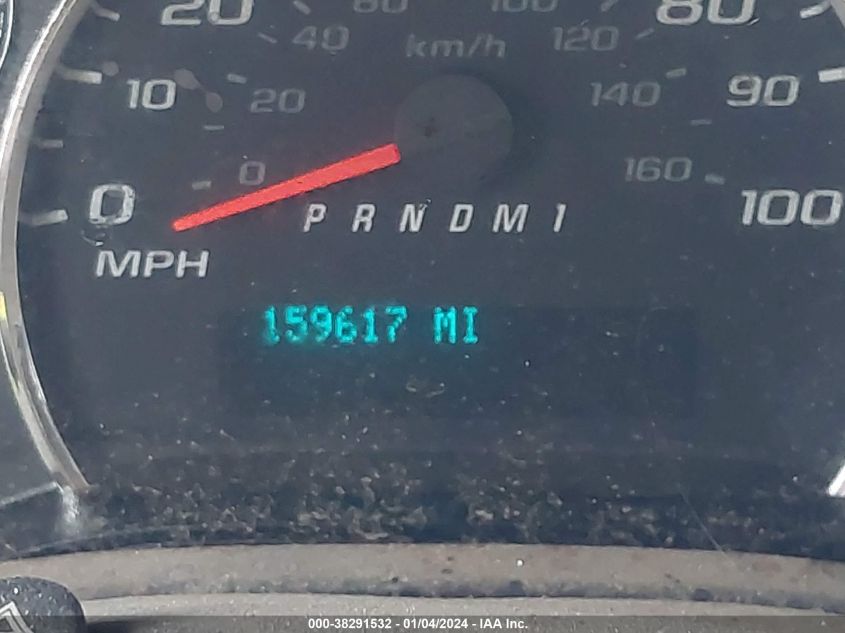 20 60 100 80
40 km/h 120
10 20 140 90
0 160
0 P R N D M 1 100
MPH
159617 MI
000-38291532 - 01/04/2024 - IAA Inc.